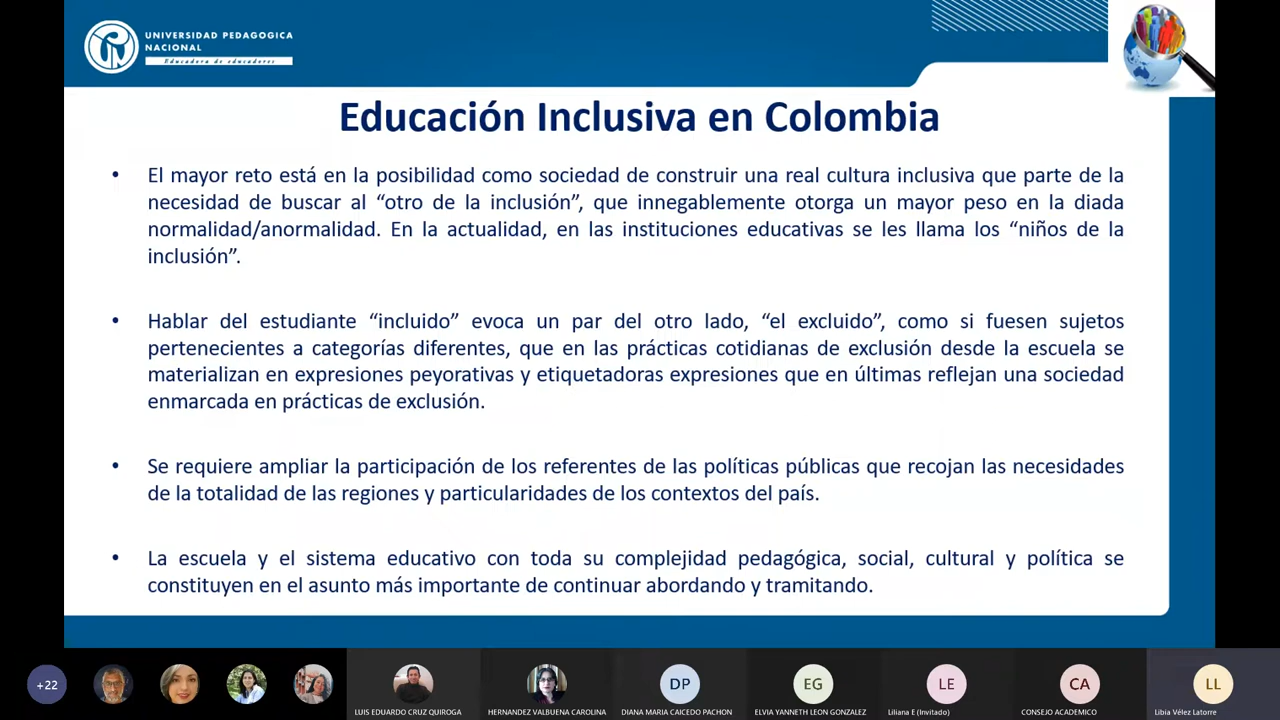 UNIVERSIDAD PEDAGOGICA
NACIONAL
Educadora de educadores
Educación Inclusiva en Colombia
• El mayor reto está en la posibilidad como sociedad de construir una real cultura inclusiva que parte de la
necesidad de buscar al “otro de la inclusión”, que innegablemente otorga un mayor peso en la diada
normalidad/anormalidad. En la actualidad, en las instituciones educativas se les llama los “niños de la
inclusión”.
• Hablar del estudiante “incluido” evoca un par del otro lado, “el excluido”, como si fuesen sujetos
pertenecientes a categorías diferentes, que en las prácticas cotidianas de exclusión desde la escuela se
materializan en expresiones peyorativas y etiquetadoras expresiones que en últimas reflejan una sociedad
enmarcada en prácticas de exclusión.
• Se requiere ampliar la participación de los referentes de las políticas públicas que recojan las necesidades
de la totalidad de las regiones y particularidades de los contextos del país.
• La escuela y el sistema educativo con toda su complejidad pedagógica, social, cultural y política se
constituyen en el asunto más importante de continuar abordando y tramitando.
+22
DP
EG
LE
CA
LL
LUIS EDUARDO CRUZ QUIROGA
HERNANDEZ VALBUENA CAROLINA
DIANA MARIA CAICEDO PACHON
ELVIA YANNETH LEON GONZALEZ
Liliana E (Invitado)
CONSEJO ACADEMICO
Libia Vélez Latorre